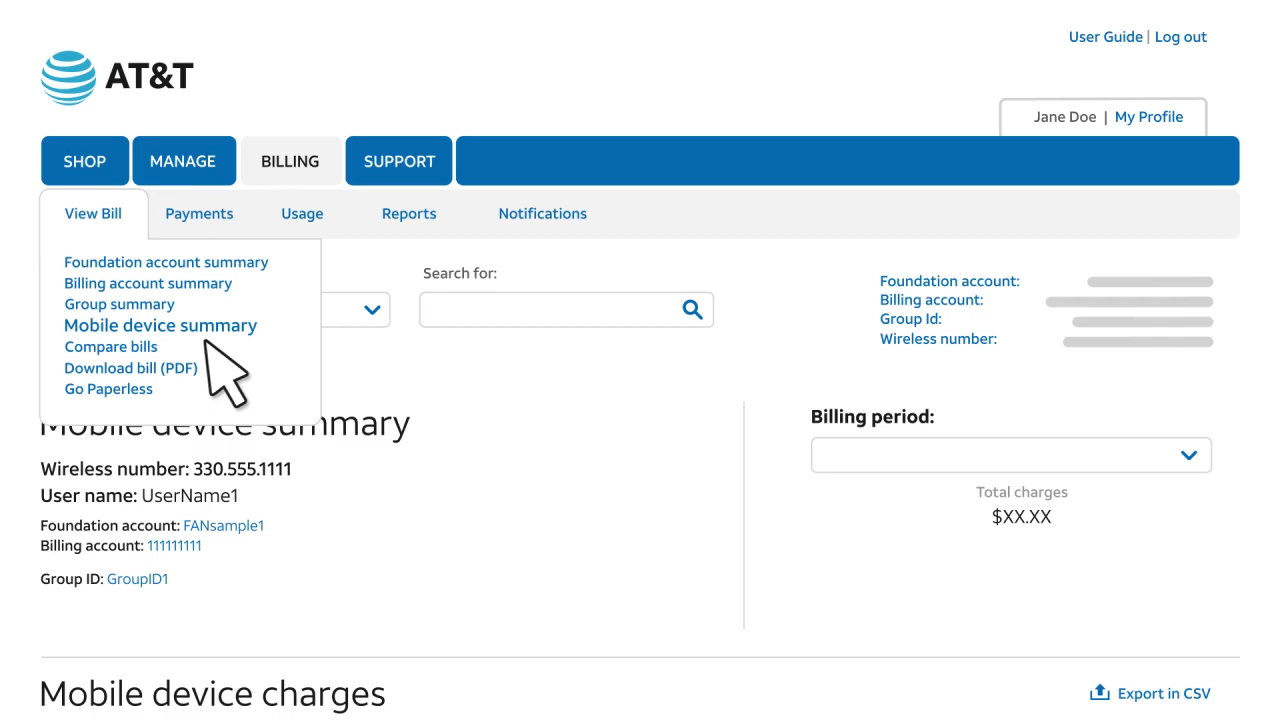 User Guide | Log out
AT&T
Jane Doe | My Profile
SHOP MANAGE BILLING SUPPORT
View Bill Payments Usage Reports Notifications
Foundation account summary
Billing account summary
Group summary
Mobile device summary
Compare bills
Download bill (PDF)
Go Paperless
Search for:
Foundation account:
Billing account:
Group Id:
Wireless number:
Mobile device summary
Wireless number: 330.555.1111
User name: UserName1
Foundation account: FANsample1
Billing account: 111111111
Group ID: GroupID1
Billing period:
Total charges
$XX.XX
Mobile device charges
Export in CSV